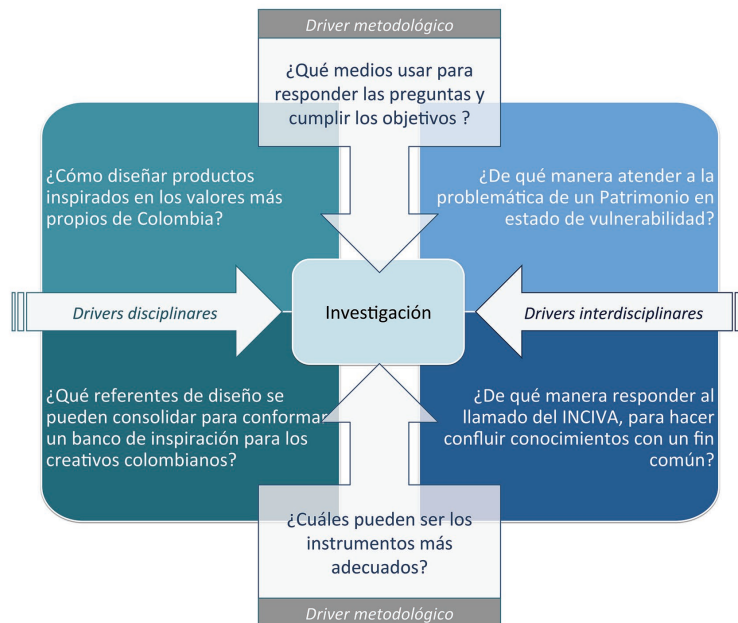 Driver metodológico
¿Qué medios usar para
responder las preguntas y
cumplir los objetivos ?
¿Cómo diseñar productos
inspirados en los valores más
propios de Colombia?
¿De qué manera atender a la
problemática de un Patrimonio en
estado de vulnerabilidad?
Drivers disciplinares
Investigación
Drivers interdisciplinares
¿Qué referentes de diseño se
pueden consolidar para conformar
un banco de inspiración para los
creativos colombianos?
¿De qué manera responder al
llamado del INCIVA, para hacer
confluir conocimientos con un fin
común?
¿Cuáles pueden ser los
instrumentos más
adecuados?
Driver metodológico